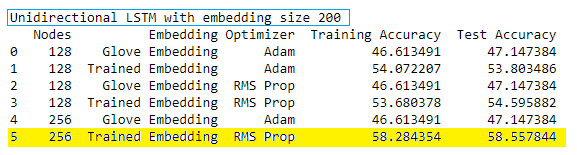 Unidirectional LSTM with embedding size 200
Nodes Embedding Optimizer Training Accuracy Test Accuracy
0 128 Glove Embedding Adam 46.613491 47.147384
1 128 Trained Embedding Adam 54.072207 53.803486
2 128 Glove Embedding RMS Prop 46.613491 47.147384
3 128 Trained Embedding RMS Prop 53.680378 54.595882
4 256 Glove Embedding Adam 46.613491 47.147384
5 256 Trained Embedding RMS Prop 58.284354 58.557844